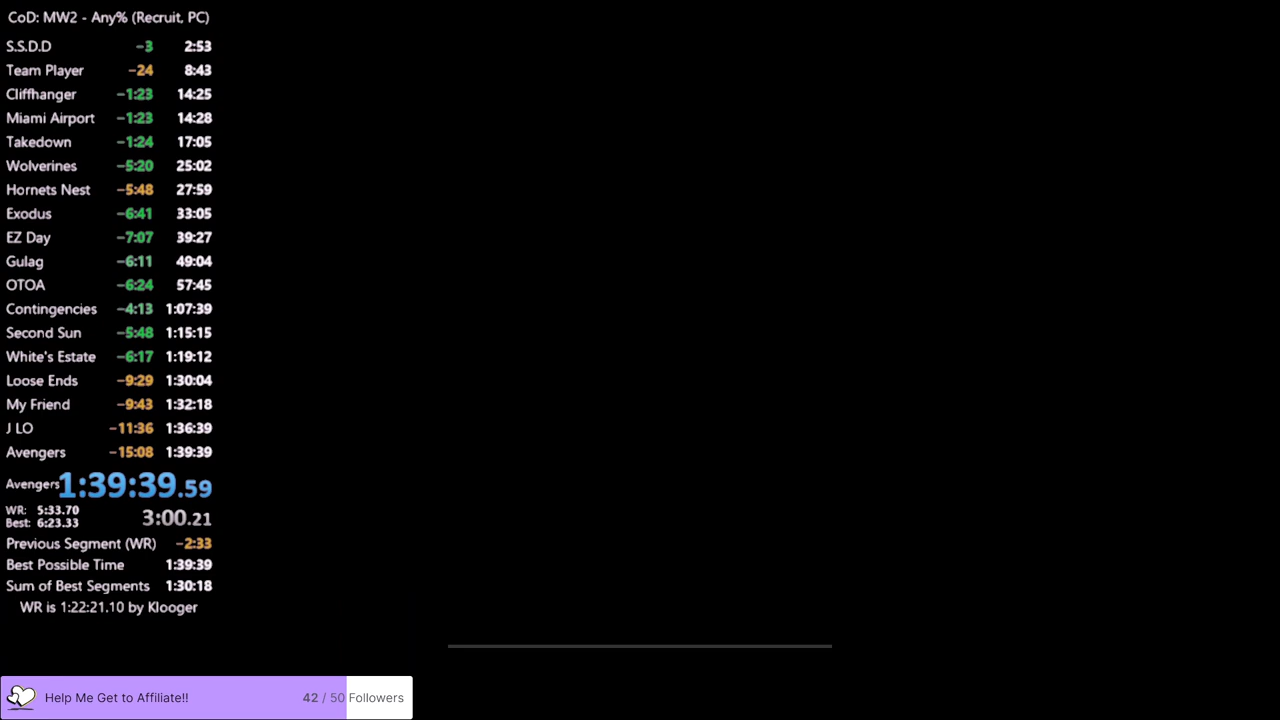 CoD: MW2 - Any% (Recruit, PC)
S.S.D.D −3 2:53
Team Player −24 8:43
Cliffhanger −1:23 14:25
Miami Airport −1:23 14:28
Takedown −1:24 17:05
Wolverines −5:20 25:02
Hornets Nest −5:48 27:59
Exodus −6:41 33:05
EZ Day −7:07 39:27
Gulag −6:11 49:04
OTOA −6:24 57:45
Contingencies −4:13 1:07:39
Second Sun −5:48 1:15:15
White's Estate −6:17 1:19:12
Loose Ends −9:29 1:30:04
My Friend −9:43 1:32:18
J LO −11:36 1:36:39
Avengers −15:08 1:39:39
Avengers 1:39:39.59
WR: 5:33.70
Best: 6:23.33 3:00.21
Previous Segment (WR) −2:33
Best Possible Time 1:39:39
Sum of Best Segments 1:30:18
WR is 1:22:21.10 by Klooger
Help Me Get to Affiliate!! 42 / 50 Followers